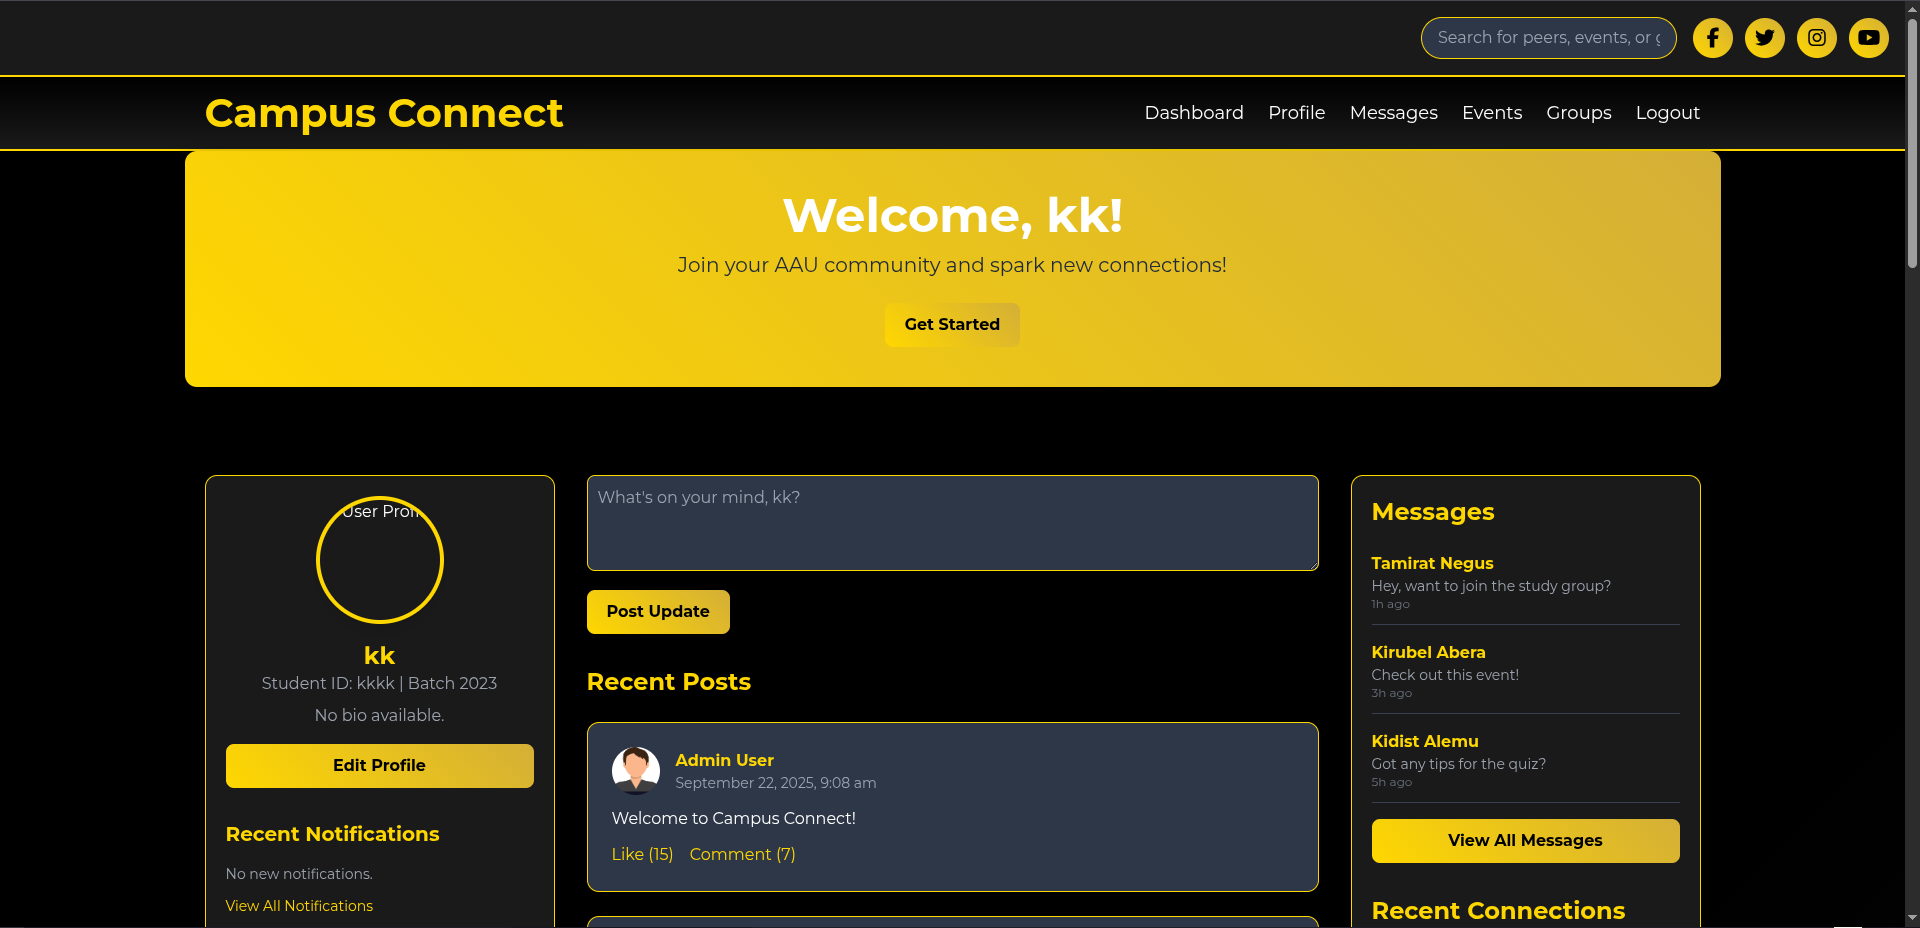 Search for peers, events, or g
Campus Connect
Dashboard Profile Messages Events Groups Logout
Welcome, kk!
Join your AAU community and spark new connections!
Get Started
User Profi
kk
Student ID: kkkk | Batch 2023
No bio available.
Edit Profile
Recent Notifications
No new notifications.
View All Notifications
What's on your mind, kk?
Post Update
Recent Posts
Admin User
September 22, 2025, 9:08 am
Welcome to Campus Connect!
Like (15) Comment (7)
Messages
Tamirat Negus
Hey, want to join the study group?
1h ago
Kirubel Abera
Check out this event!
3h ago
Kidist Alemu
Got any tips for the quiz?
5h ago
View All Messages
Recent Connections